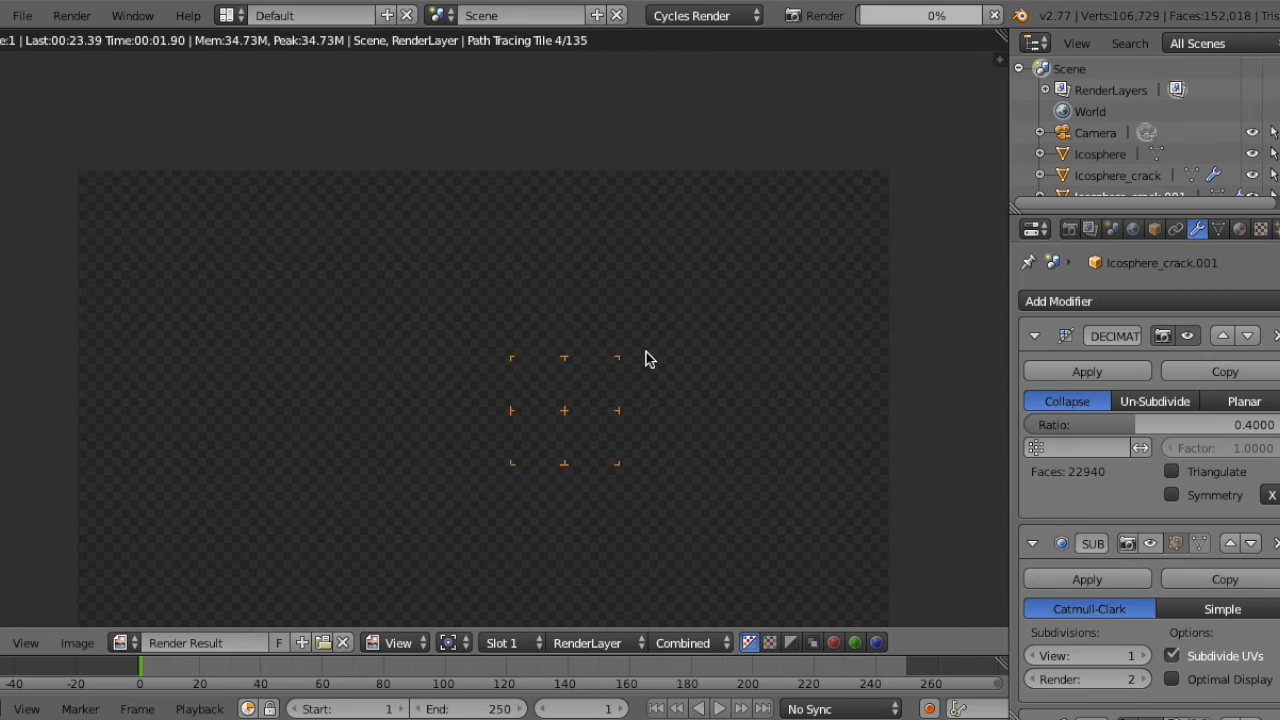 File Render Window Help Default Scene Cycles Render Render 0% v2.77 | Verts:106,729 | Faces:152,018 | Tris
e:1 | Last:00:23.39 Time:00:01.90 | Mem:34.73M, Peak:34.73M | Scene, RenderLayer | Path Tracing Tile 4/135
View Search All Scenes
Scene
RenderLayers
World
Camera
Icosphere
Icosphere_crack
Icosphere_crack.001
Icosphere_crack.001
Add Modifier
DECIMAT
Apply Copy
Collapse Un-Subdivide Planar
Ratio: 0.4000
Factor: 1.0000
Faces: 22940 Triangulate
Symmetry X
SUB
Apply Copy
Catmull-Clark Simple
Subdivisions: Options:
View: 1 Subdivide UVs
Render: 2 Optimal Display
View Image Render Result F View Slot 1 RenderLayer Combined
-40 -20 0 20 40 60 80 100 120 140 160 180 200 220 240 260
View Marker Frame Playback Start: 1 End: 250 1 No Sync